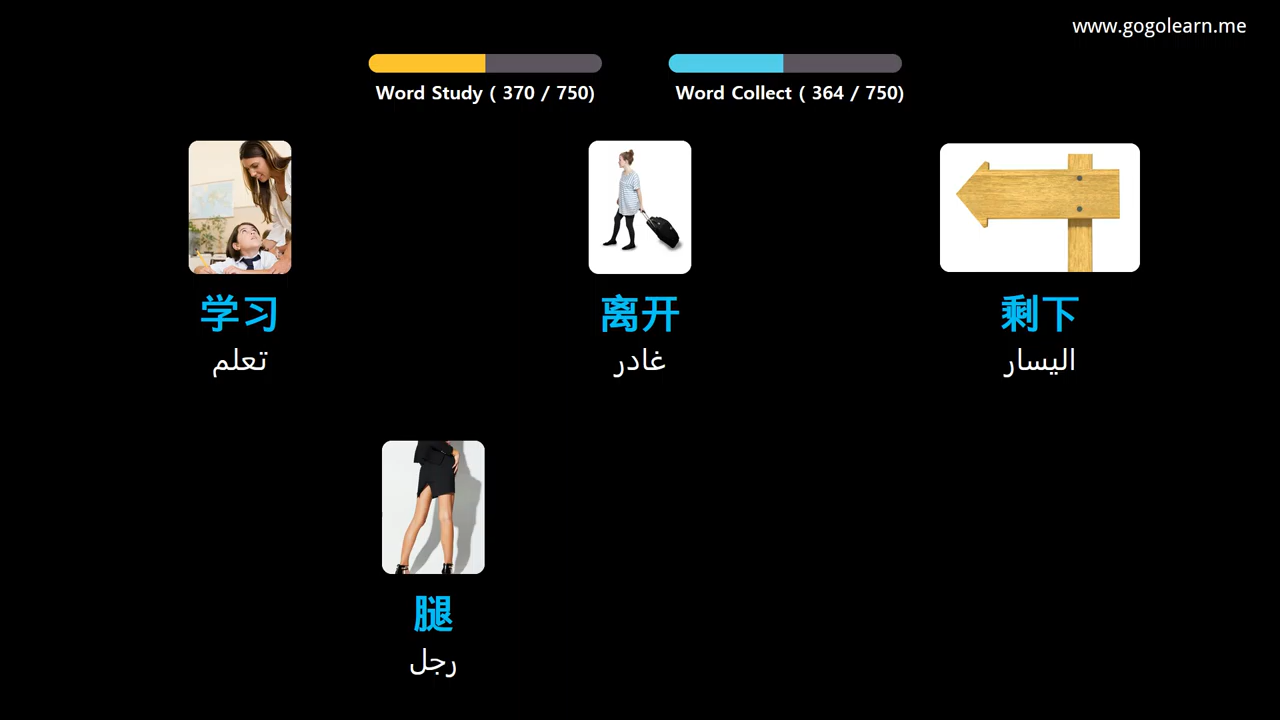 www.gogolearn.me
Word Study ( 370 / 750)
Word Collect ( 364 / 750)
学习
تعلم
离开
غادر
剩下
اليسار
腿
رجل